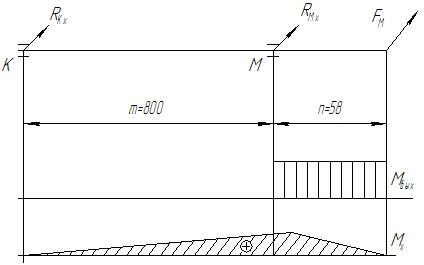 R_Kx
R_Mx
F_M
K
M
m=800
n=58
M_вых
M_x